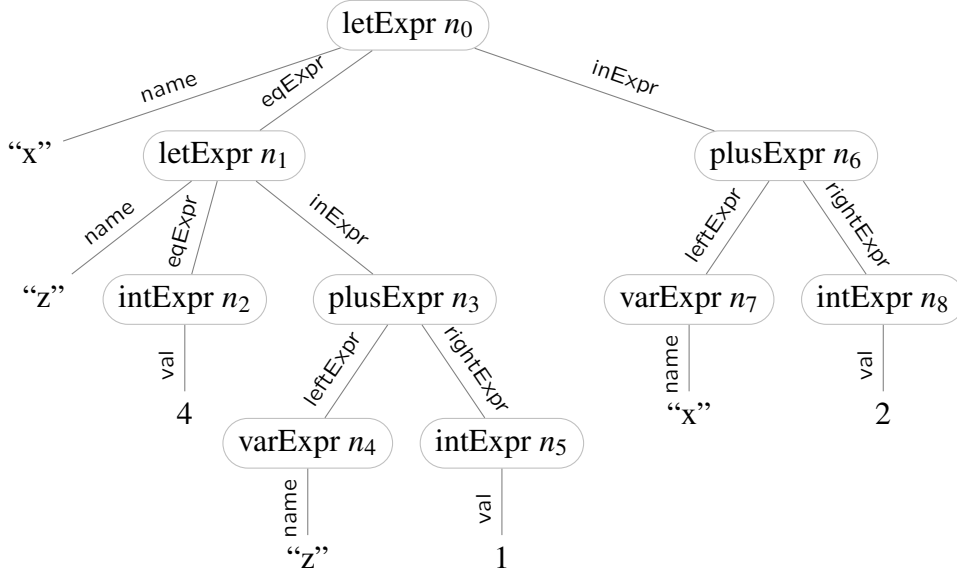 letExpr n0
name
eqExpr
inExpr
“x”
letExpr n1
plusExpr n6
name
eqExpr
inExpr
leftExpr
rightExpr
“z”
intExpr n2
plusExpr n3
varExpr n7
intExpr n8
val
leftExpr
rightExpr
name
val
4
“x”
2
varExpr n4
intExpr n5
name
val
“z”
1